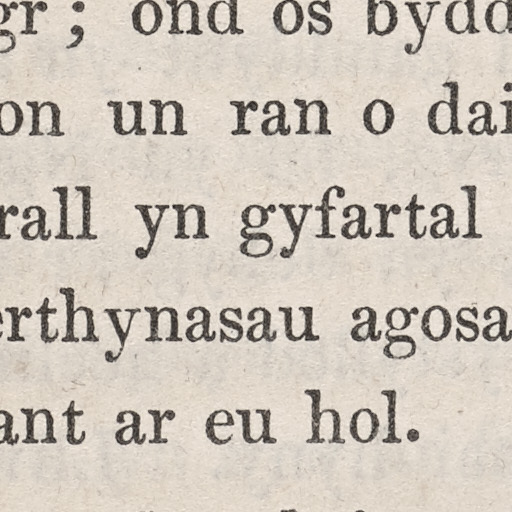 gr; ond os bydd
on un ran o dai
rall yn gyfartal
erthynasau agosa
ant ar eu hol.